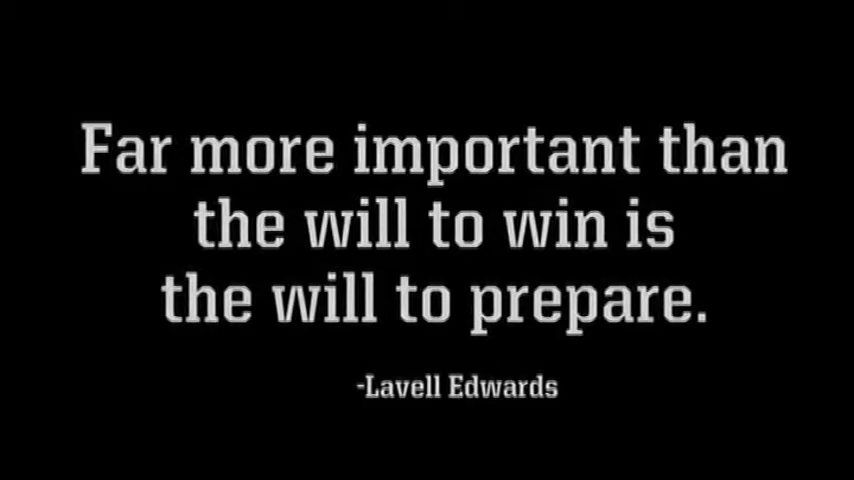 Far more important than
the will to win is
the will to prepare.
-Lavell Edwards